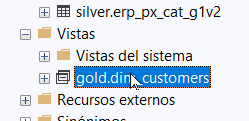 silver.erp_px_cat_g1v2
Vistas
Vistas del sistema
gold.dim_customers
Recursos externos
Sinónimos